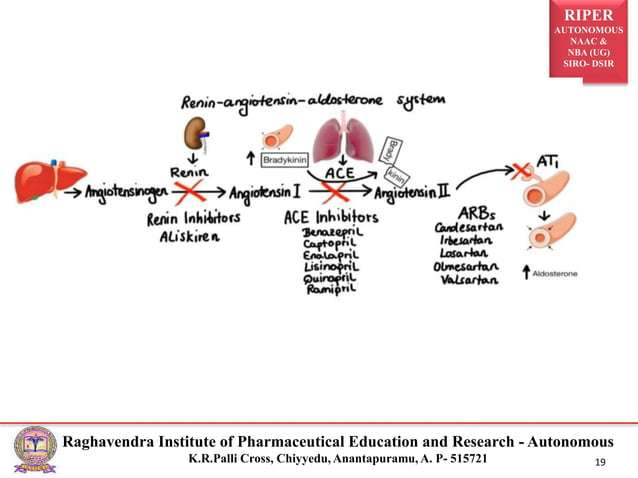 RIPER
AUTONOMOUS
NAAC &
NBA (UG)
SIRO- DSIR
Renin-angiotensin-aldosterone system
Renin
Bradykinin
ACE
Brady
kinin
AT1
Angiotensinogen
Angiotensin I
Angiotensin II
Renin Inhibitors
Aliskiren
ACE Inhibitors
Benazepril
Captopril
Enalapril
Lisinopril
Quinapril
Ramipril
ARBs
Candesartan
Irbesartan
Losartan
Olmesartan
Valsartan
Aldosterone
Raghavendra Institute of Pharmaceutical Education and Research - Autonomous
K.R.Palli Cross, Chiyyedu, Anantapuramu, A. P- 515721
19